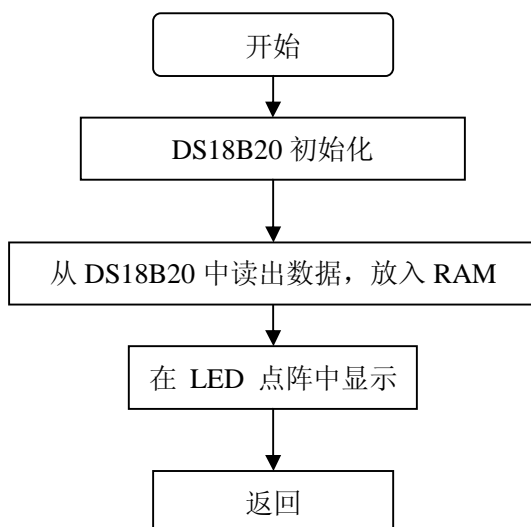 开始
DS18B20 初始化
从 DS18B20 中读出数据，放入 RAM
在 LED 点阵中显示
返回